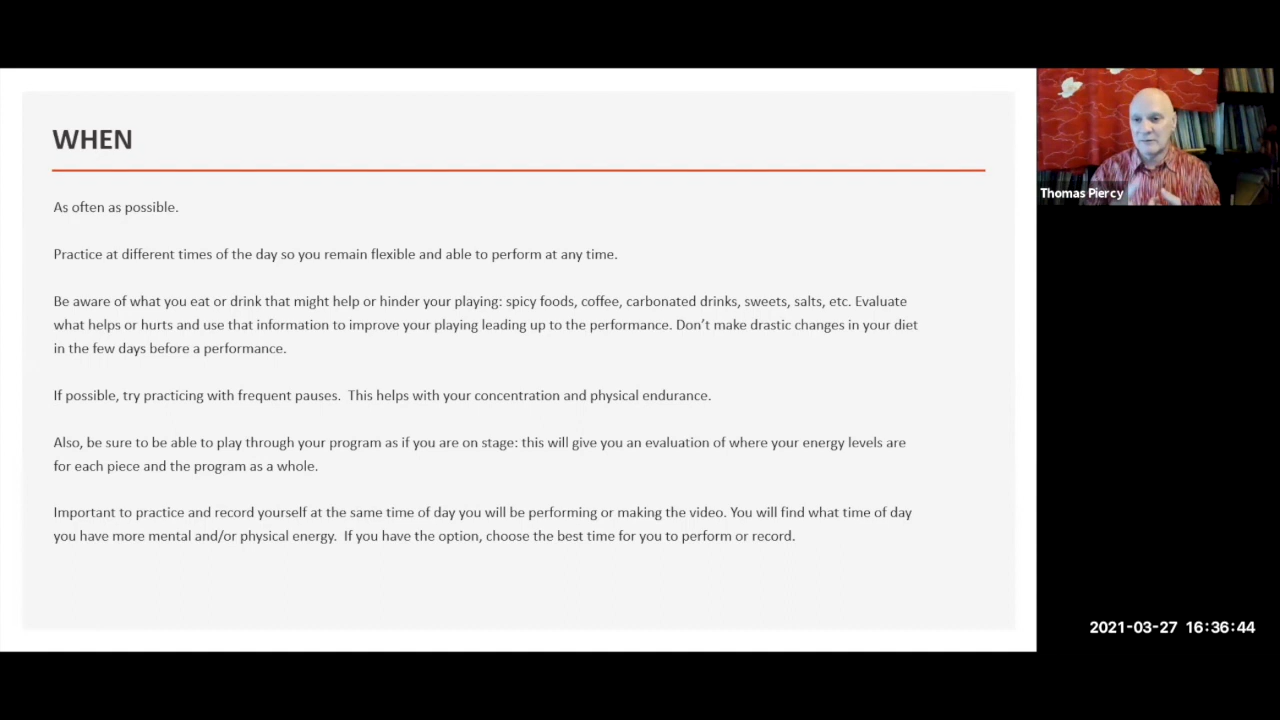 WHEN
As often as possible.
Practice at different times of the day so you remain flexible and able to perform at any time.
Be aware of what you eat or drink that might help or hinder your playing: spicy foods, coffee, carbonated drinks, sweets, salts, etc. Evaluate
what helps or hurts and use that information to improve your playing leading up to the performance. Don’t make drastic changes in your diet
in the few days before a performance.
If possible, try practicing with frequent pauses.  This helps with your concentration and physical endurance.
Also, be sure to be able to play through your program as if you are on stage: this will give you an evaluation of where your energy levels are
for each piece and the program as a whole.
Important to practice and record yourself at the same time of day you will be performing or making the video. You will find what time of day
you have more mental and/or physical energy.  If you have the option, choose the best time for you to perform or record.
Thomas Piercy
2021-03-27 16:36:44